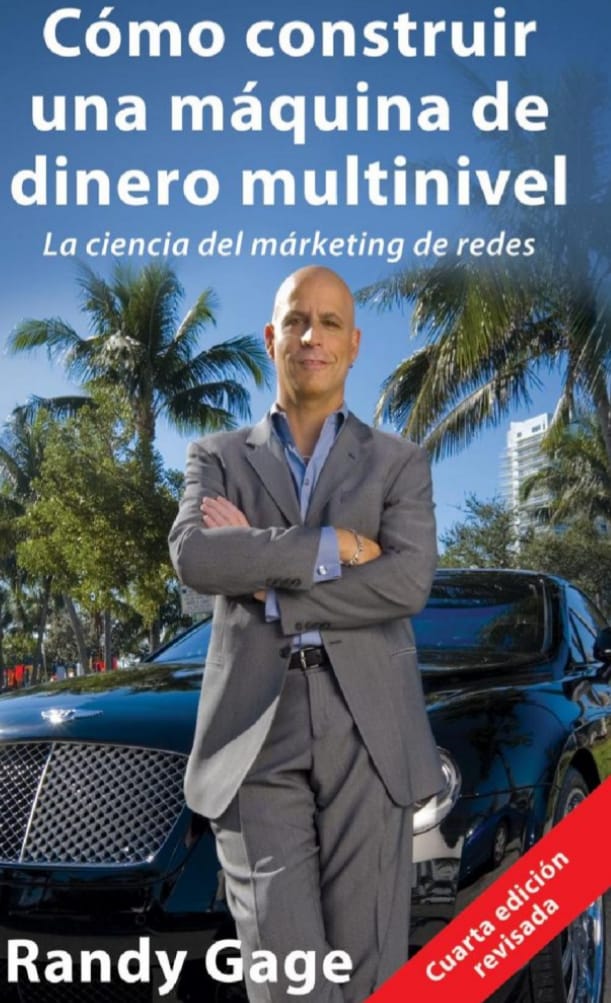 Cómo construir
una máquina de
dinero multinivel
La ciencia del márketing de redes
Cuarta edición
revisada
Randy Gage